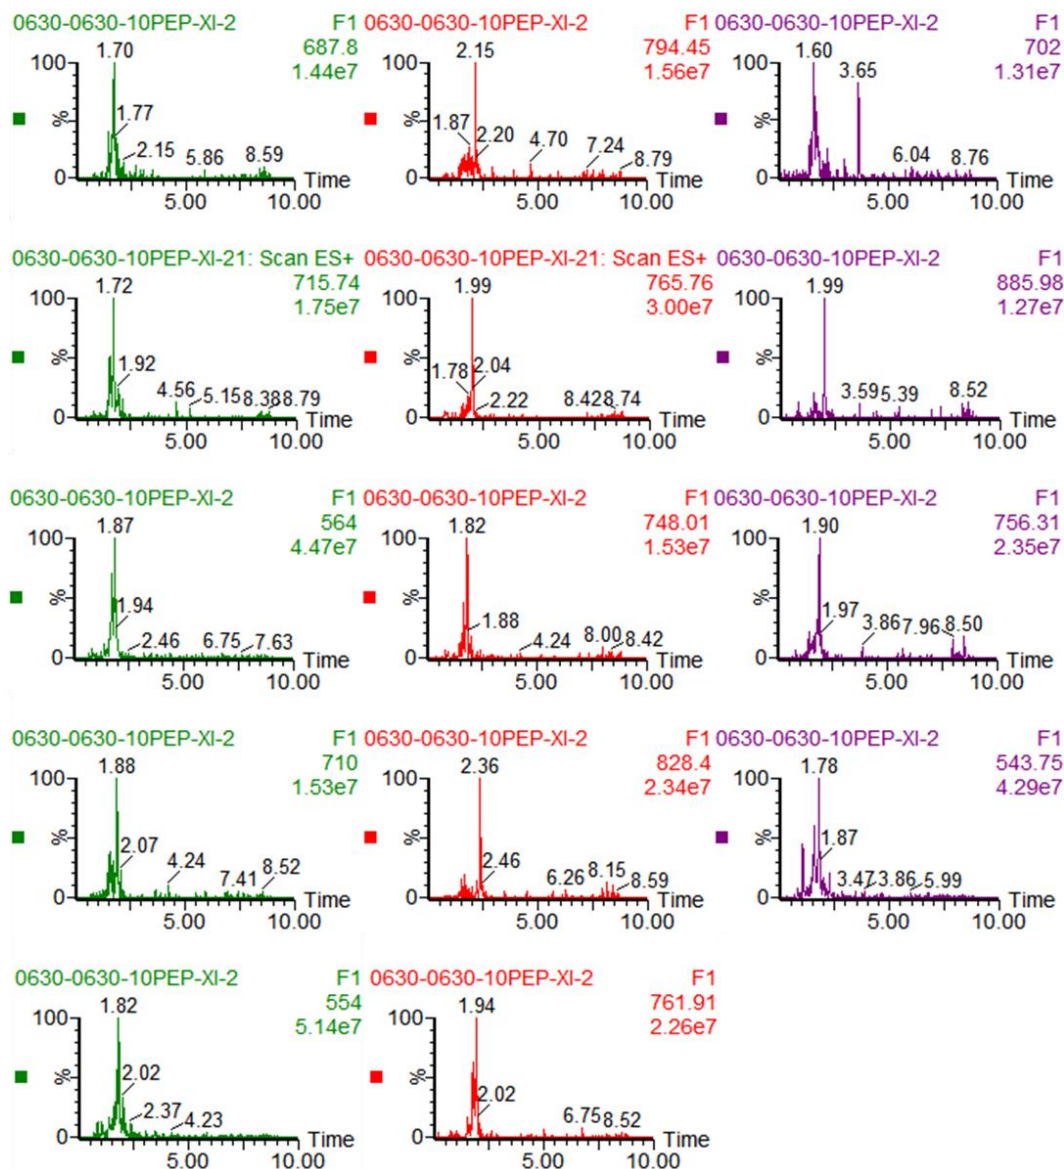 0630-0630-10PEP-XI-2 F1
687.8
1.44e7
1.70
100
1.77
%
2.15 5.86 8.59
0 Time
5.00 10.00
0630-0630-10PEP-XI-2 F1
794.45
1.56e7
2.15
100
%
1.87 2.20 4.70 7.24 8.79
0 Time
5.00 10.00
0630-0630-10PEP-XI-2 F1
702
1.31e7
1.60
100
3.65
%
6.04 8.76
0 Time
5.00 10.00
0630-0630-10PEP-XI-21: Scan ES+
715.74
1.75e7
1.72
100
%
1.92
4.56 5.15 8.38 8.79
0 Time
5.00 10.00
0630-0630-10PEP-XI-21: Scan ES+
765.76
3.00e7
1.99
100
%
1.78 2.04
2.22 8.42 8.74
0 Time
5.00 10.00
0630-0630-10PEP-XI-2 F1
885.98
1.27e7
1.99
100
%
3.59 5.39 8.52
0 Time
5.00 10.00
0630-0630-10PEP-XI-2 F1
564
4.47e7
1.87
100
%
1.94
2.46 6.75 7.63
0 Time
5.00 10.00
0630-0630-10PEP-XI-2 F1
748.01
1.53e7
1.82
100
%
1.88
4.24 8.00 8.42
0 Time
5.00 10.00
0630-0630-10PEP-XI-2 F1
756.31
2.35e7
1.90
100
%
1.97 3.86 7.96 8.50
0 Time
5.00 10.00
0630-0630-10PEP-XI-2 F1
710
1.53e7
1.88
100
%
2.07
4.24 7.41 8.52
0 Time
5.00 10.00
0630-0630-10PEP-XI-2 F1
828.4
2.34e7
2.36
100
%
2.46 6.26 8.15 8.59
0 Time
5.00 10.00
0630-0630-10PEP-XI-2 F1
543.75
4.29e7
1.78
100
%
1.87
3.47 3.86 5.99
0 Time
5.00 10.00
0630-0630-10PEP-XI-2 F1
554
5.14e7
1.82
100
%
2.02
2.37 4.23
0 Time
5.00 10.00
0630-0630-10PEP-XI-2 F1
761.91
2.26e7
1.94
100
%
2.02 6.75 8.52
0 Time
5.00 10.00